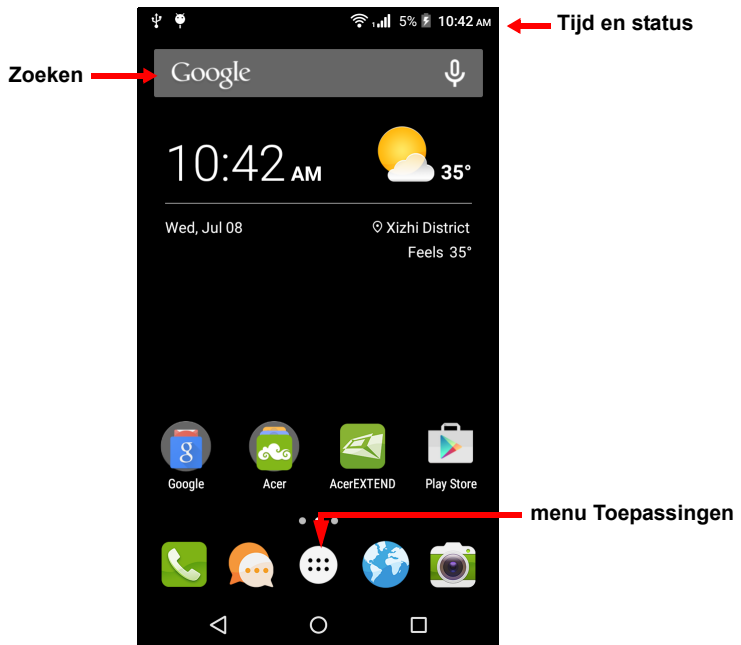 1 5% 10:42 AM
Tijd en status
Zoeken
Google
10:42 AM
35°
Wed, Jul 08
Xizhi District
Feels 35°
g
Google
Acer
AcerEXTEND
Play Store
menu Toepassingen